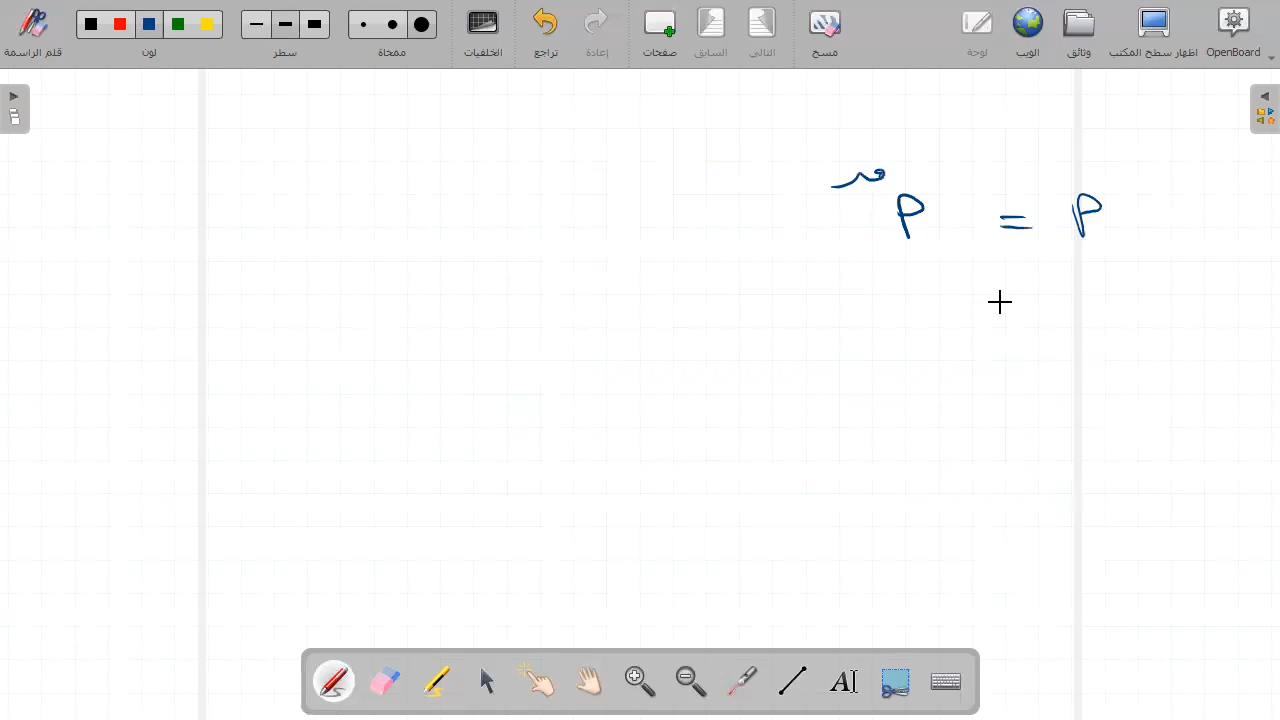 OpenBoard اظهار سطح المكتب وثائق الويب لوحة مسح التالي السابق صفحات إعادة تراجع الخلفيات ممحاة سطر لون قلم الراسمة
P = P
AI